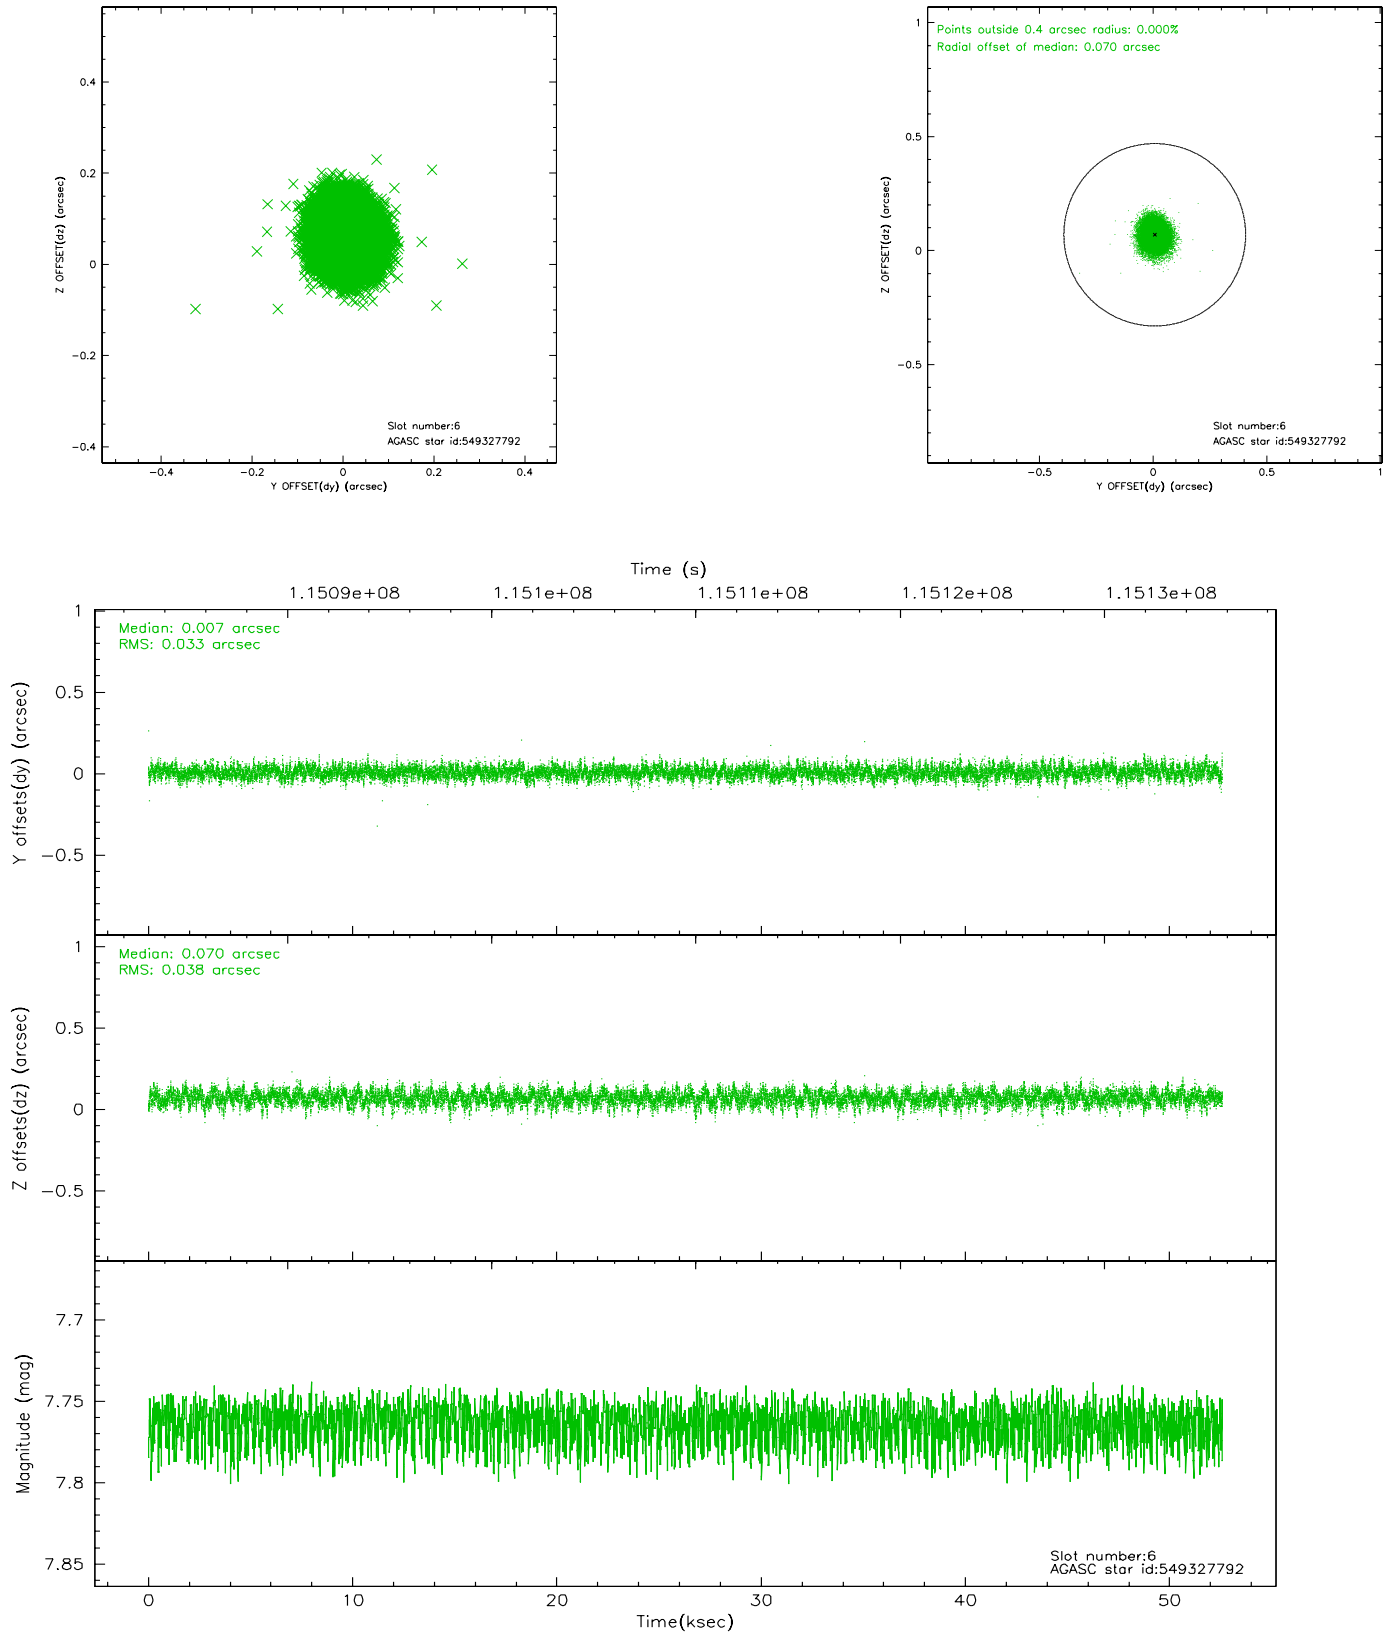 0.4
0.2
0
−0.2
−0.4
Z OFFSET(dz) (arcsec)
Slot number:6
AGASC star id:549327792
−0.4
−0.2
0
0.2
0.4
Y OFFSET(dy) (arcsec)
Points outside 0.4 arcsec radius: 0.000%
Radial offset of median: 0.070 arcsec
1
0.5
0
−0.5
Z OFFSET(dz) (arcsec)
Slot number:6
AGASC star id:549327792
−0.5
0
0.5
1
Y OFFSET(dy) (arcsec)
Time (s)
1.1509e+08
1.151e+08
1.1511e+08
1.1512e+08
1.1513e+08
Median: 0.007 arcsec
RMS: 0.033 arcsec
1
0.5
0
−0.5
Y offsets(dy) (arcsec)
Median: 0.070 arcsec
RMS: 0.038 arcsec
1
0.5
0
−0.5
Z offsets(dz) (arcsec)
7.7
7.75
7.8
7.85
Magnitude (mag)
Slot number:6
AGASC star id:549327792
0
10
20
30
40
50
Time(ksec)